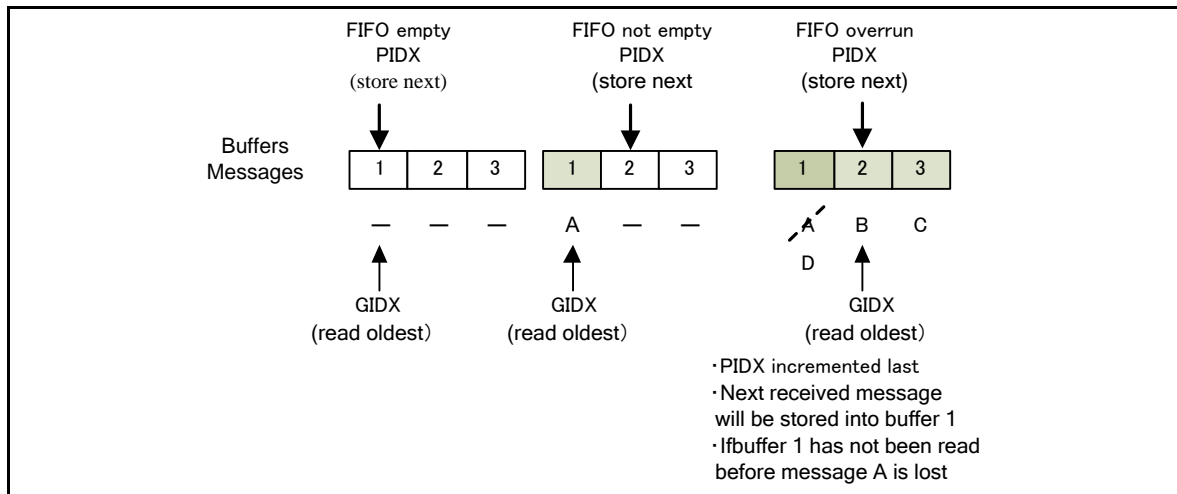 FIFO empty
PIDX
(store next)
FIFO not empty
PIDX
(store next
FIFO overrun
PIDX
(store next)
Buffers
Messages
1 2 3
1 2 3
1 2 3
— — —
A — —
A B C
D
GIDX
(read oldest)
GIDX
(read oldest)
GIDX
(read oldest)
・PIDX incremented last
・Next received message
will be stored into buffer 1
・Ifbuffer 1 has not been read
before message A is lost